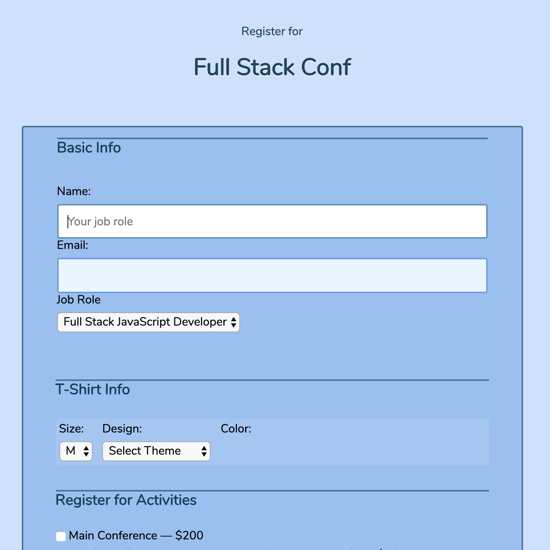 Register for
Full Stack Conf
Basic Info
Name:
Your job role
Email:
Job Role
Full Stack JavaScript Developer
T-Shirt Info
Size: Design: Color:
M Select Theme
Register for Activities
Main Conference — $200